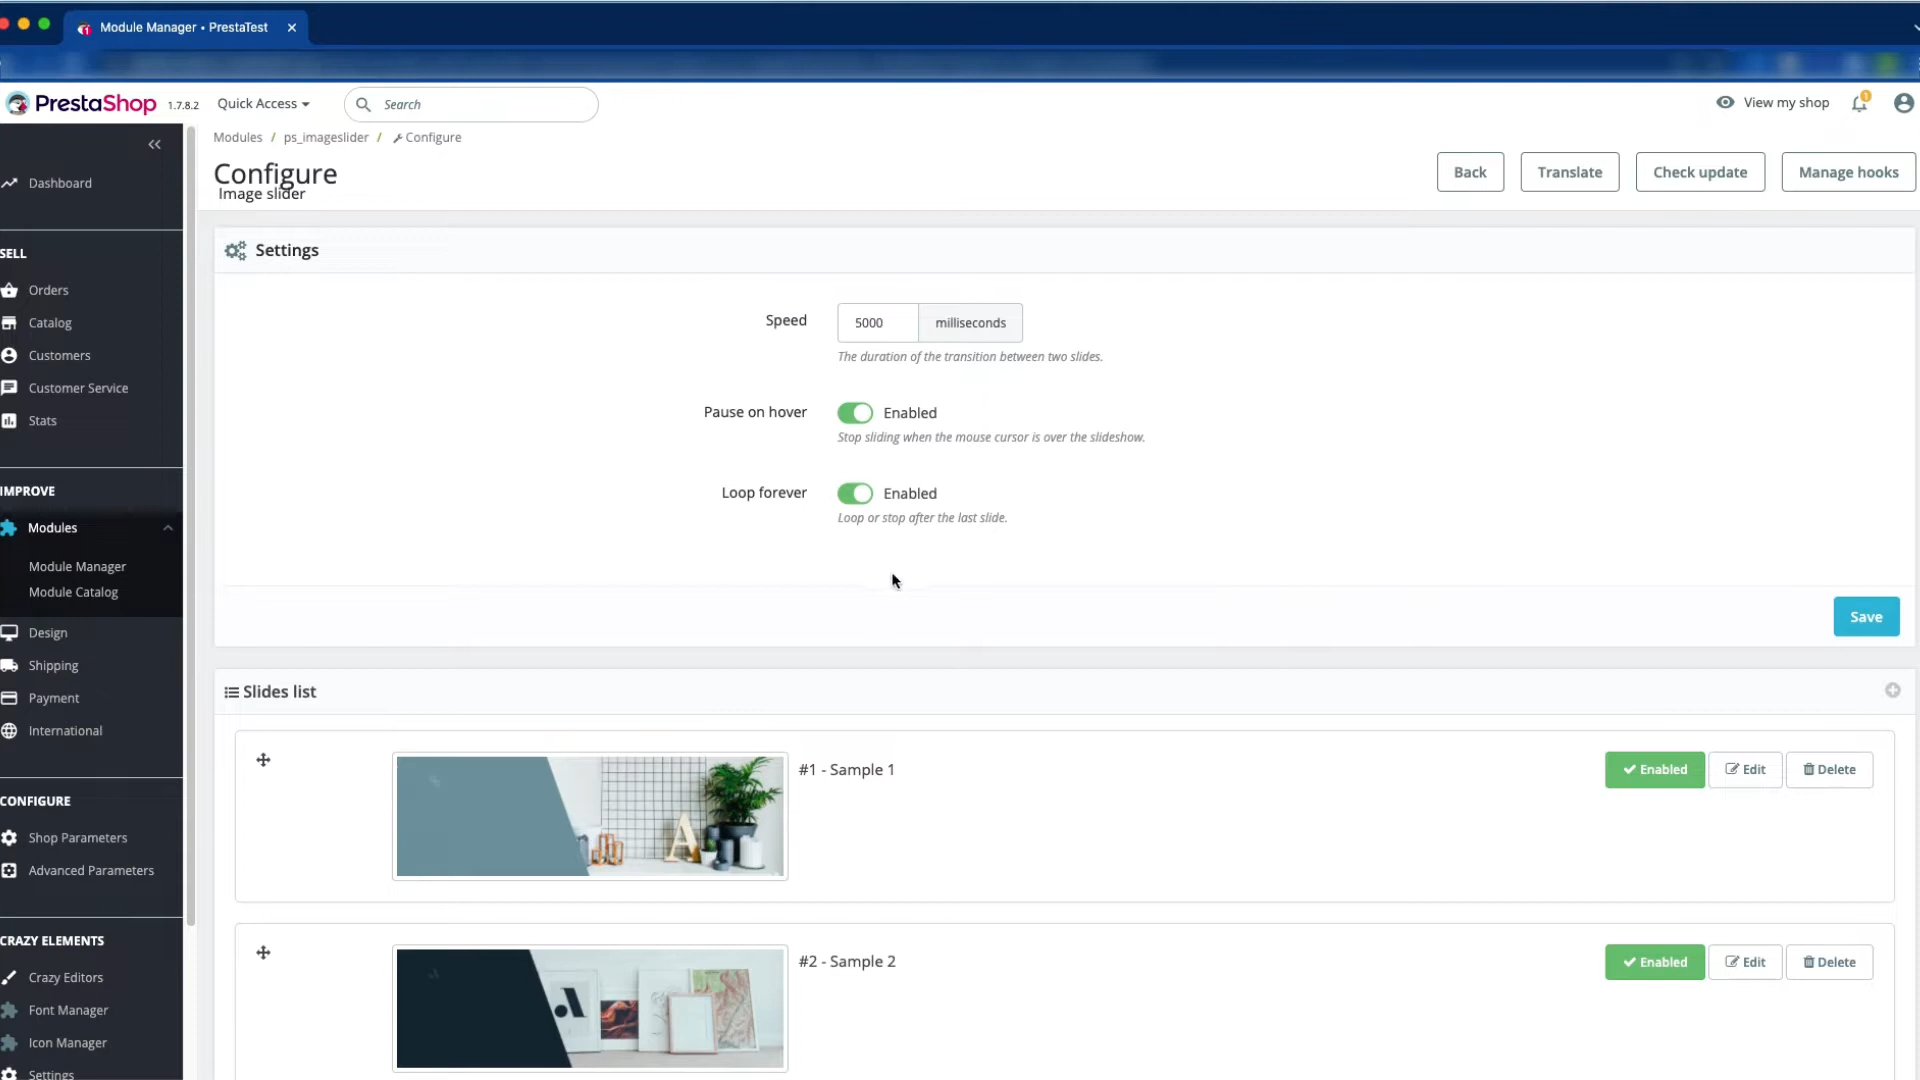 Module Manager • PrestaTest
PrestaShop 1.7.8.2 Quick Access Search View my shop 1
Modules / ps_imageslider / Configure
Configure
Image slider
Back Translate Check update Manage hooks
Dashboard
SELL
Orders
Catalog
Customers
Customer Service
Stats
IMPROVE
Modules
Module Manager
Module Catalog
Design
Shipping
Payment
International
CONFIGURE
Shop Parameters
Advanced Parameters
CRAZY ELEMENTS
Crazy Editors
Font Manager
Icon Manager
Settings
Settings
Speed 5000 milliseconds
The duration of the transition between two slides.
Pause on hover Enabled
Stop sliding when the mouse cursor is over the slideshow.
Loop forever Enabled
Loop or stop after the last slide.
Save
Slides list
#1 - Sample 1 Enabled Edit Delete
A
#2 - Sample 2 Enabled Edit Delete